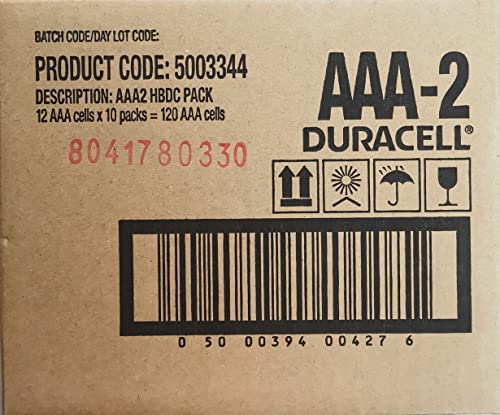 BATCH CODE/DAY LOT CODE:
PRODUCT CODE: 5003344
DESCRIPTION: AAA2 HBDC PACK
12 AAA cells x 10 packs = 120 AAA cells
8041780330
AAA-2
DURACELL®
0 50 00394 00427 6